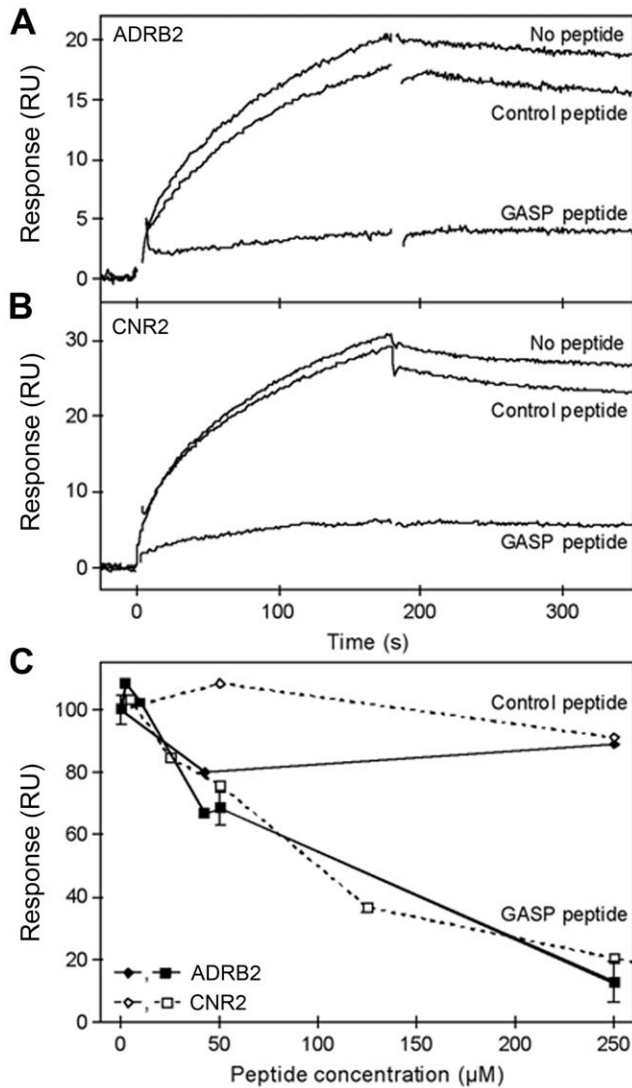 A
ADRB2
No peptide
20
15
10
5
0
Response (RU)
Control peptide
GASP peptide
B
CNR2
No peptide
30
20
10
0
Response (RU)
Control peptide
GASP peptide
0 100 200 300
Time (s)
C
Control peptide
100
80
60
40
20
0
Response (RU)
GASP peptide
, ADRB2
, CNR2
0 50 100 150 200 250
Peptide concentration (µM)